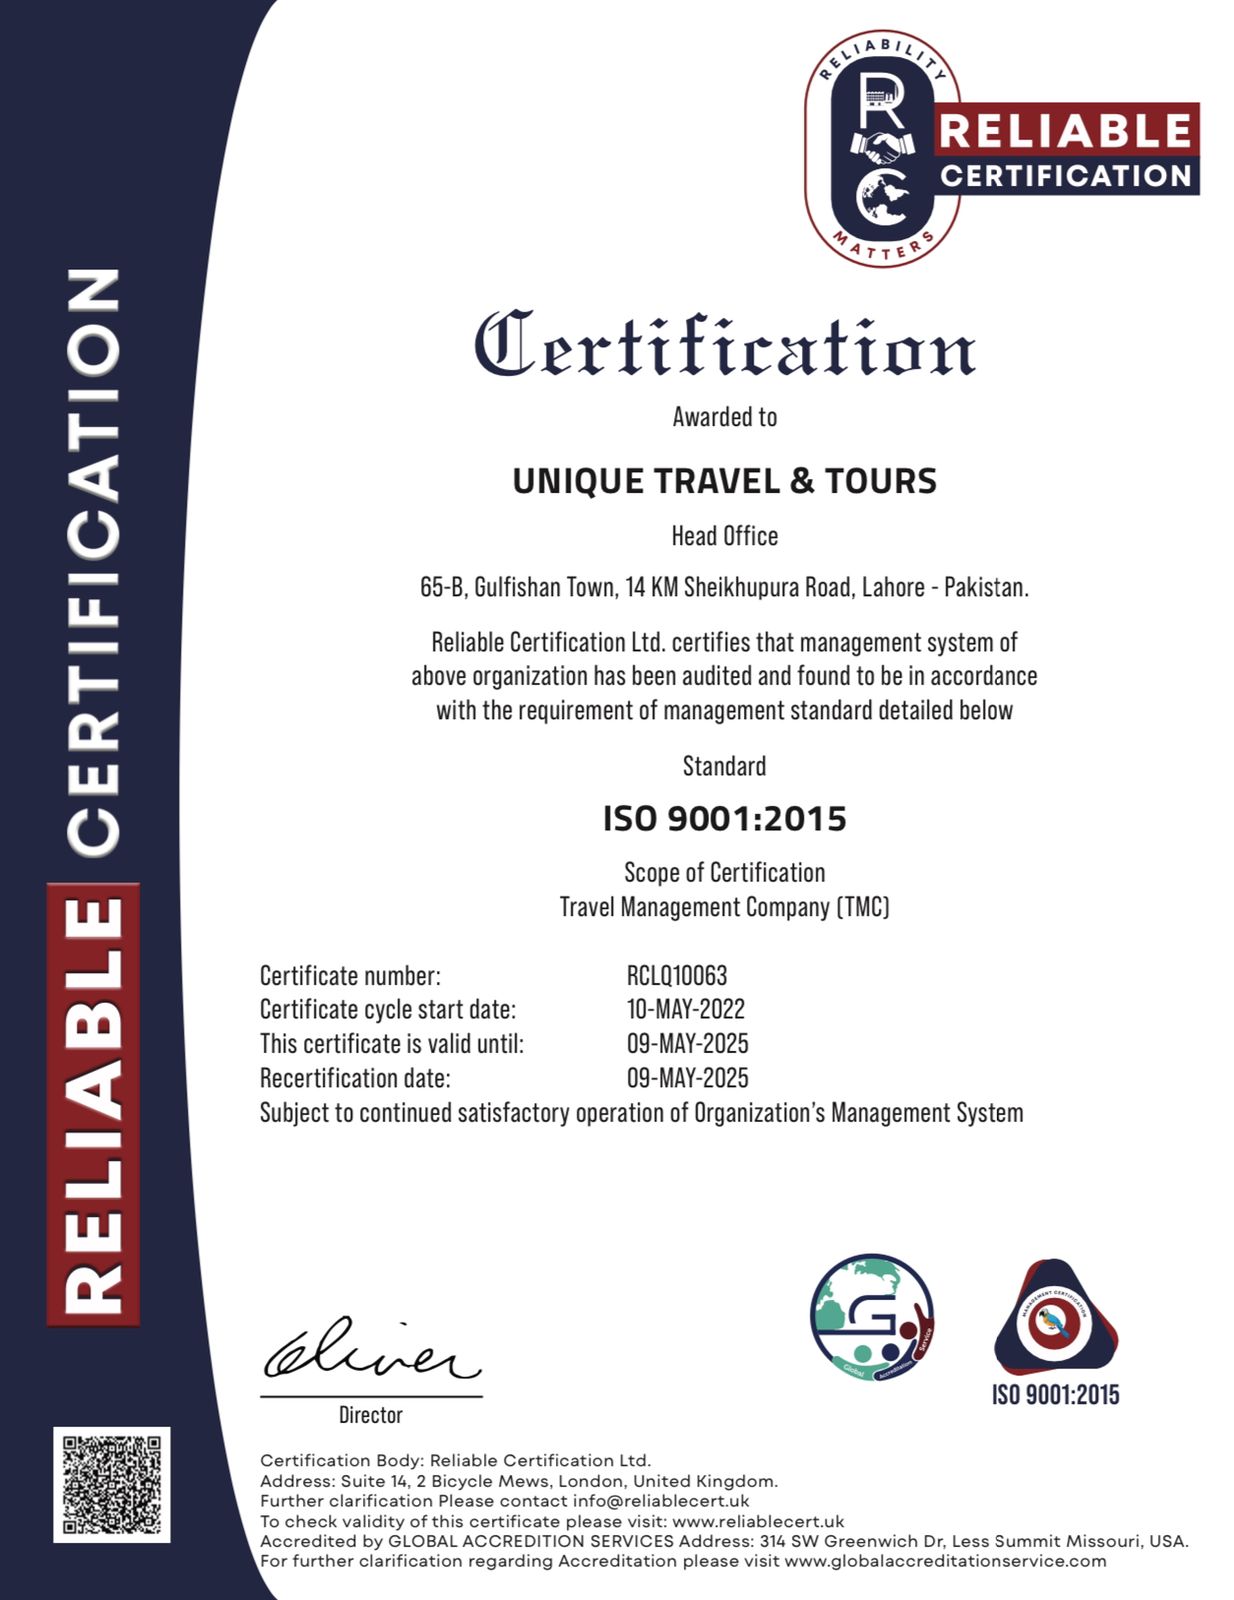 RELIABILITY
R
C
MATTERS
RELIABLE
CERTIFICATION
RELIABLE CERTIFICATION
Certification
Awarded to
UNIQUE TRAVEL & TOURS
Head Office
65-B, Gulfishan Town, 14 KM Sheikhupura Road, Lahore - Pakistan.
Reliable Certification Ltd. certifies that management system of
above organization has been audited and found to be in accordance
with the requirement of management standard detailed below
Standard
ISO 9001:2015
Scope of Certification
Travel Management Company (TMC)
Certificate number: RCLQ10063
Certificate cycle start date: 10-MAY-2022
This certificate is valid until: 09-MAY-2025
Recertification date: 09-MAY-2025
Subject to continued satisfactory operation of Organization's Management System
Oliver
Director
G
Global Accreditation Service
MANAGEMENT CERTIFICATION
ISO 9001:2015
Certification Body: Reliable Certification Ltd.
Address: Suite 14, 2 Bicycle Mews, London, United Kingdom.
Further clarification Please contact info@reliablecert.uk
To check validity of this certificate please visit: www.reliablecert.uk
Accredited by GLOBAL ACCREDITION SERVICES Address: 314 SW Greenwich Dr, Less Summit Missouri, USA.
For further clarification regarding Accreditation please visit www.globalaccreditationservice.com